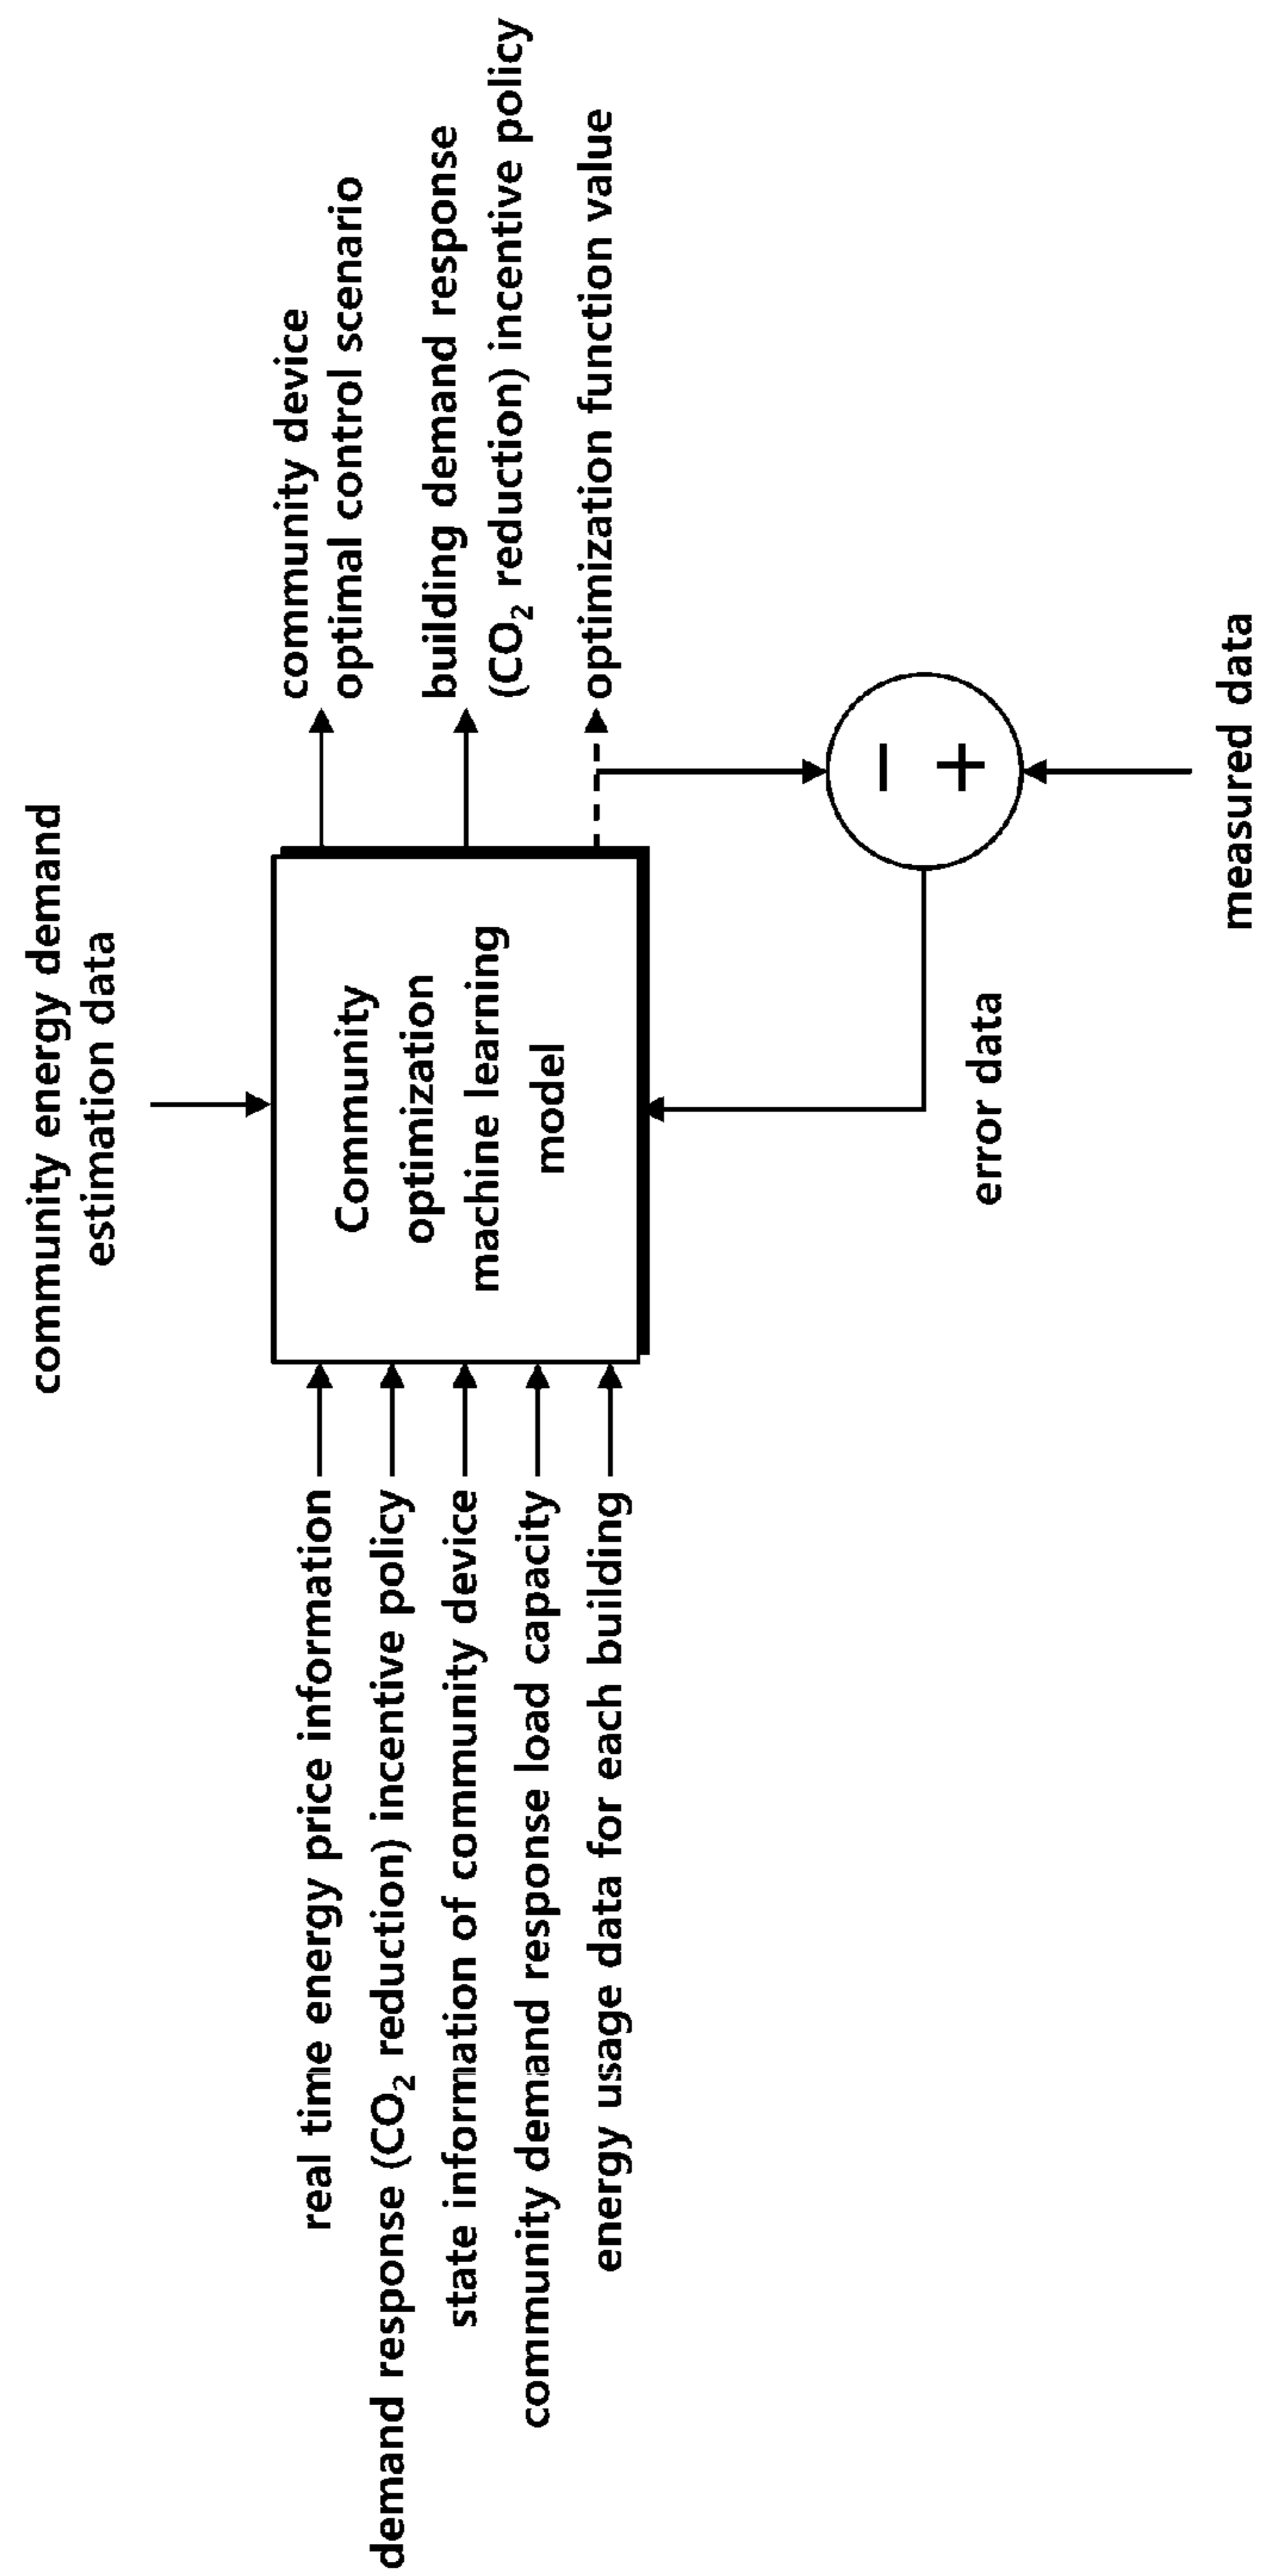 community energy demand
estimation data
real time energy price information
demand response (CO₂ reduction) incentive policy
state information of community device
community demand response load capacity
energy usage data for each building
Community
optimization
machine learning
model
community device
optimal control scenario
building demand response
(CO₂ reduction) incentive policy
optimization function value
−
+
error data
measured data